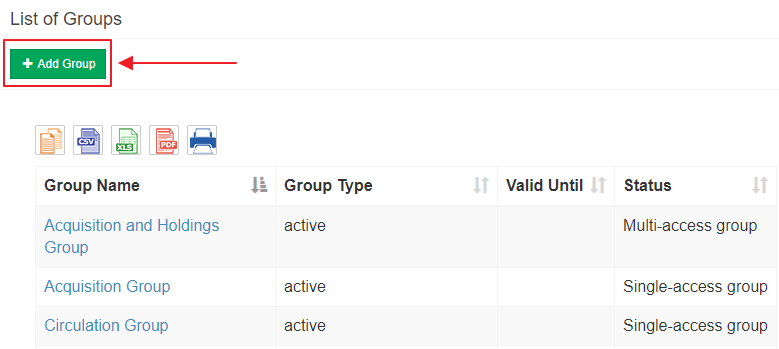 List of Groups
+ Add Group
CSV XLS PDF
Group Name Group Type Valid Until Status
Acquisition and Holdings active Multi-access group
Group
Acquisition Group active Single-access group
Circulation Group active Single-access group